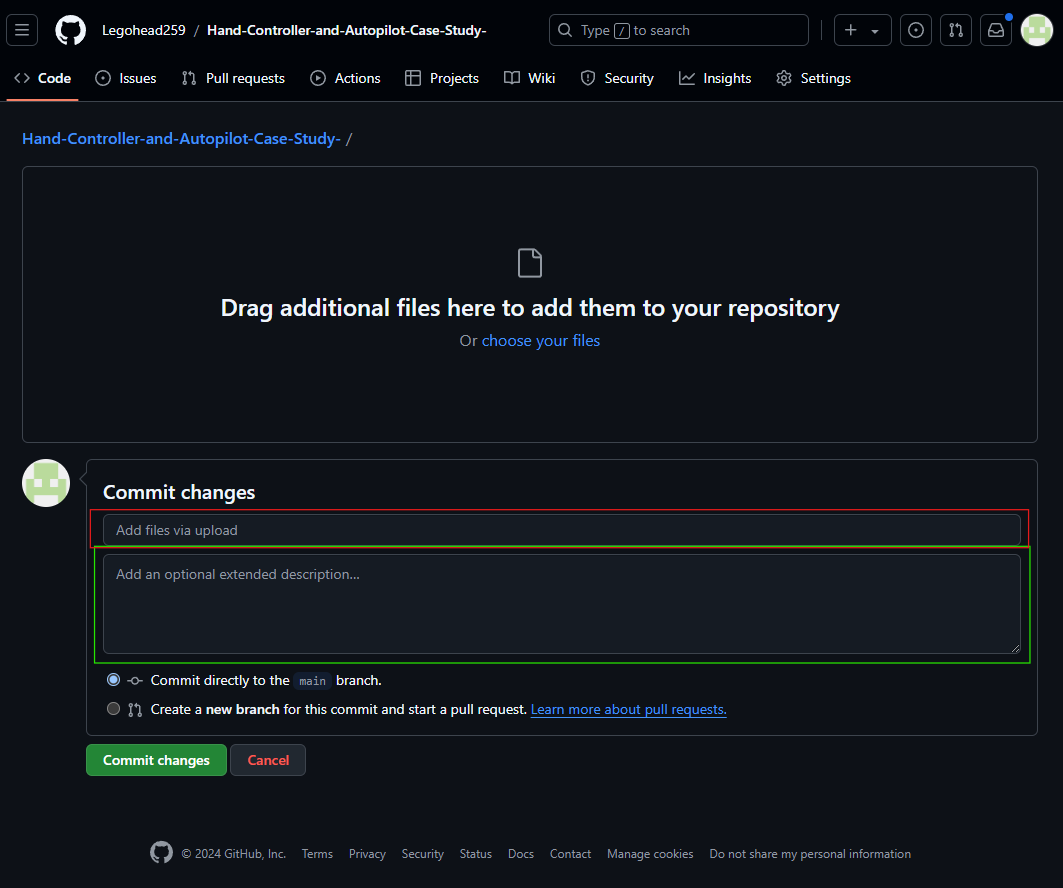 Legohead259 / Hand-Controller-and-Autopilot-Case-Study- Type / to search
Code Issues Pull requests Actions Projects Wiki Security Insights Settings
Hand-Controller-and-Autopilot-Case-Study- /
Drag additional files here to add them to your repository
Or choose your files
Commit changes
Add files via upload
Add an optional extended description...
Commit directly to the main branch.
Create a new branch for this commit and start a pull request. Learn more about pull requests.
Commit changes Cancel
© 2024 GitHub, Inc. Terms Privacy Security Status Docs Contact Manage cookies Do not share my personal information